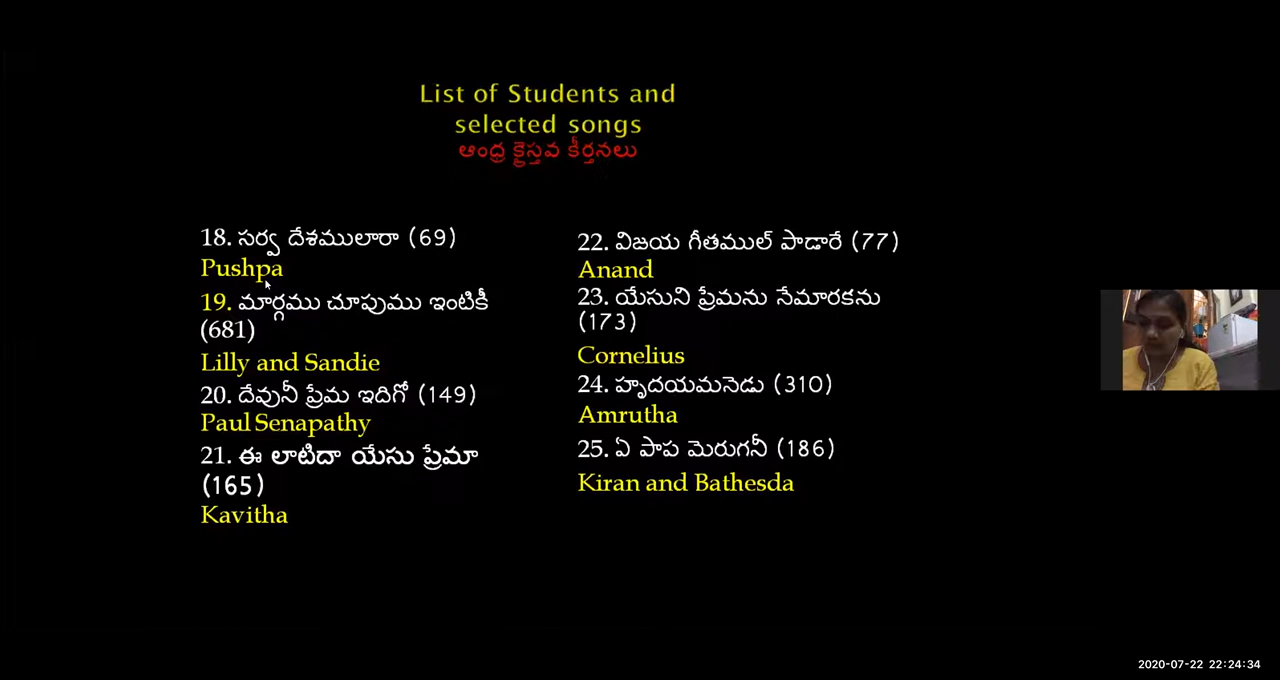 List of Students and
selected songs
ఆంధ్ర క్రైస్తవ కీర్తనలు
18. సర్వ దేశములారా (69)
Pushpa
19. మార్గము చూపుము ఇంటికీ
(681)
Lilly and Sandie
20. దేవునీ ప్రేమ ఇదిగో (149)
Paul Senapathy
21. ఈ లాటిదా యేసు ప్రేమా
(165)
Kavitha
22. విజయ గీతముల్ పాడారే (77)
Anand
23. యేసుని ప్రేమను నేమారకను
(173)
Cornelius
24. హృదయమనెడు (310)
Amrutha
25. ఏ పాప మెరుగనీ (186)
Kiran and Bathesda
2020-07-22 22:24:34